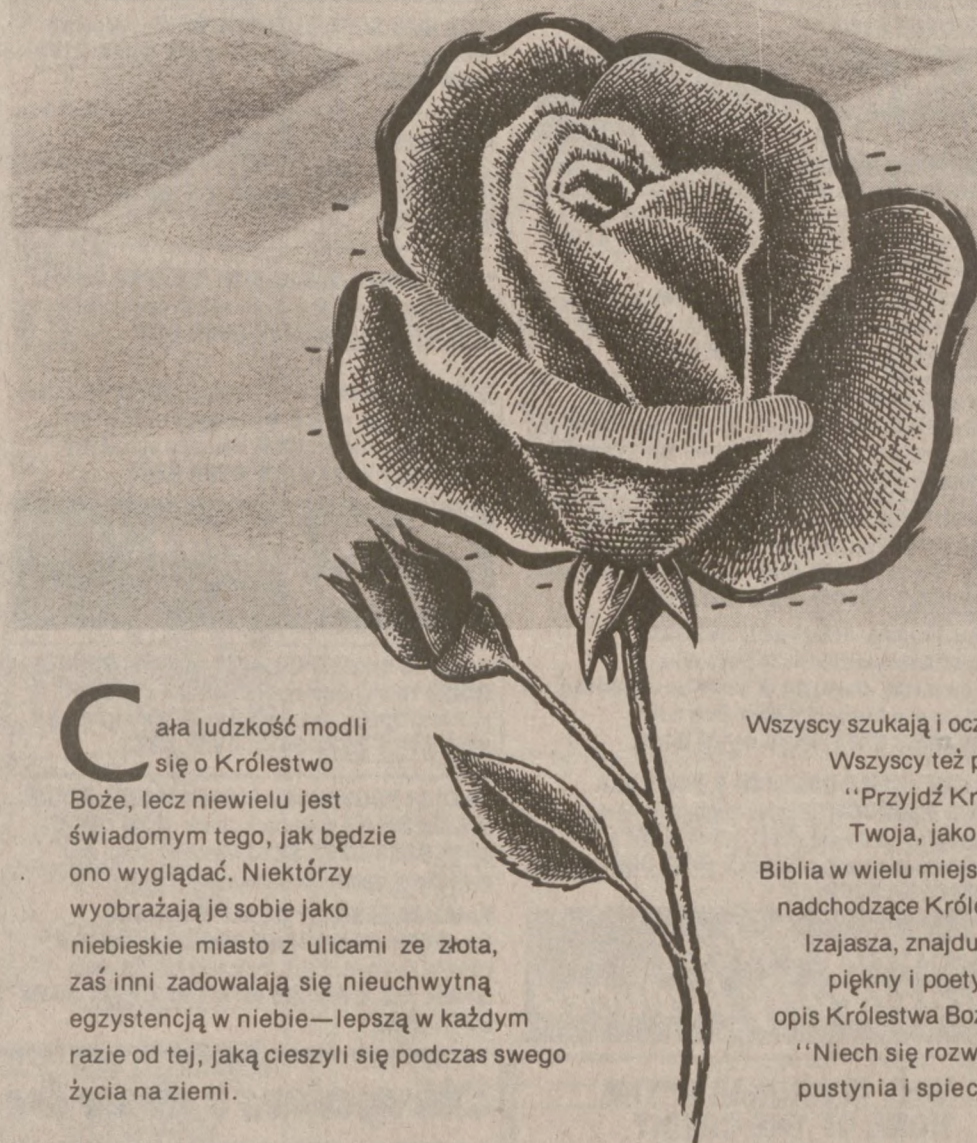 Cała ludzkość modli
się o Królestwo
Boże, lecz niewielu jest
świadomym tego, jak będzie
ono wyglądać. Niektórzy
wyobrażają je sobie jako
niebieskie miasto z ulicami ze złota,
zaś inni zadowalają się nieuchwytną
egzystencją w niebie—lepszą w każdym
razie od tej, jaką cieszyli się podczas swego
życia na ziemi.
Wszyscy szukają i ocz
Wszyscy też p
‘‘Przyjdź Kr
Twoja, jako
Biblia w wielu miejs
nadchodzące Króle
Izajasza, znajdu
piękny i poety
opis Królestwa Boż
‘‘Niech się rozw
pustynia i spiec